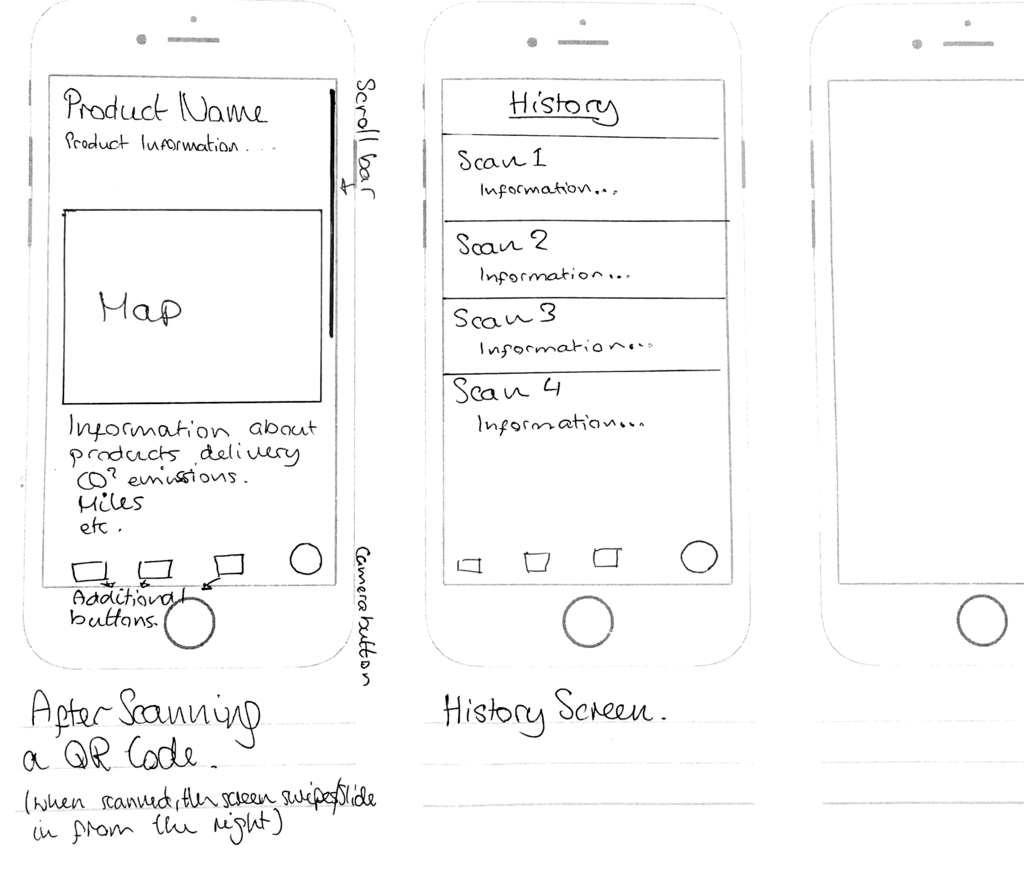 Product Name
Product Information ....
Scroll bar
Map
Information about
products delivery
CO² emissions.
Miles
etc.
Additional
buttons.
Camera button
After Scanning
a QR Code.
(when scanned, the screen swipes/slide
in from the right)
History
Scan 1
Information...
Scan 2
Information...
Scan 3
Information....
Scan 4
Information...
History Screen.